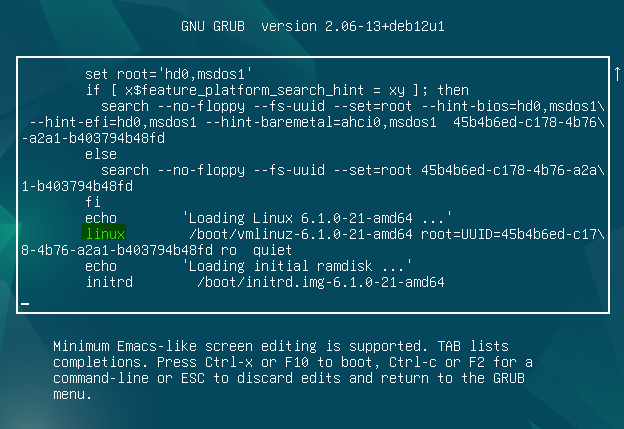 GNU GRUB  version 2.06-13+deb12u1
set root='hd0,msdos1'
if [ x$feature_platform_search_hint = xy ]; then
search --no-floppy --fs-uuid --set=root --hint-bios=hd0,msdos1\
--hint-efi=hd0,msdos1 --hint-baremetal=ahci0,msdos1  45b4b6ed-c178-4b76\
-a2a1-b403794b48fd
else
search --no-floppy --fs-uuid --set=root 45b4b6ed-c178-4b76-a2a\
1-b403794b48fd
fi
echo 'Loading Linux 6.1.0-21-amd64 ...'
linux /boot/vmlinuz-6.1.0-21-amd64 root=UUID=45b4b6ed-c17\
8-4b76-a2a1-b403794b48fd ro  quiet
echo 'Loading initial ramdisk ...'
initrd /boot/initrd.img-6.1.0-21-amd64
Minimum Emacs-like screen editing is supported. TAB lists
completions. Press Ctrl-x or F10 to boot, Ctrl-c or F2 for a
command-line or ESC to discard edits and return to the GRUB
menu.